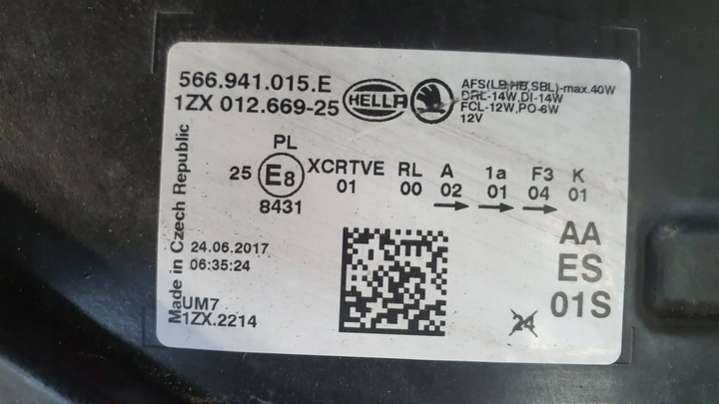 566.941.015.E
1ZX 012.669-25
HELLA
AFS(LB,HB,SBL)-max.40W
DRL-14W,DI-14W
FCL-12W,PO-6W
12V
PL
25 E8 XCRTVE RL A 1a F3 K
8431 01 00 02 01 04 01
Made in Czech Republic
24.06.2017
06:35:24
UM7
1ZX.2214
AA
ES
01S
24